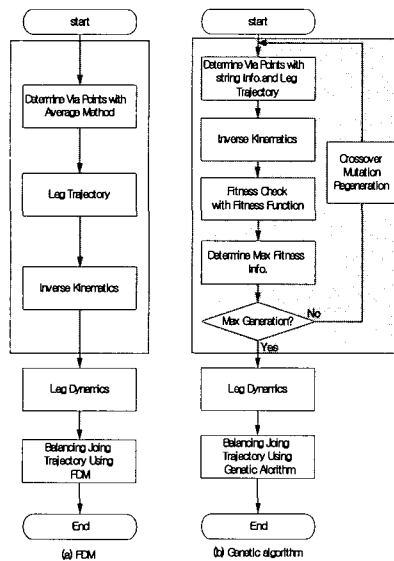 start
Determine Via Points with
Average Method
Leg Trajectory
Inverse Kinematics
Leg Dynamics
Balancing Joing
Trajectory Using
FDM
End
(a) FDM
start
Determine Via Points with
string Info.and Leg
Trajectory
Inverse Kinematics
Fitness Check
with Fitness Function
Determine Max Fitness
Info.
Max Generation?
No
Yes
Crossover
Mutation
Regeneration
Leg Dynamics
Balancing Joing
Trajectory Using
Genetic Alorithm
End
(b) Genetic algorithm